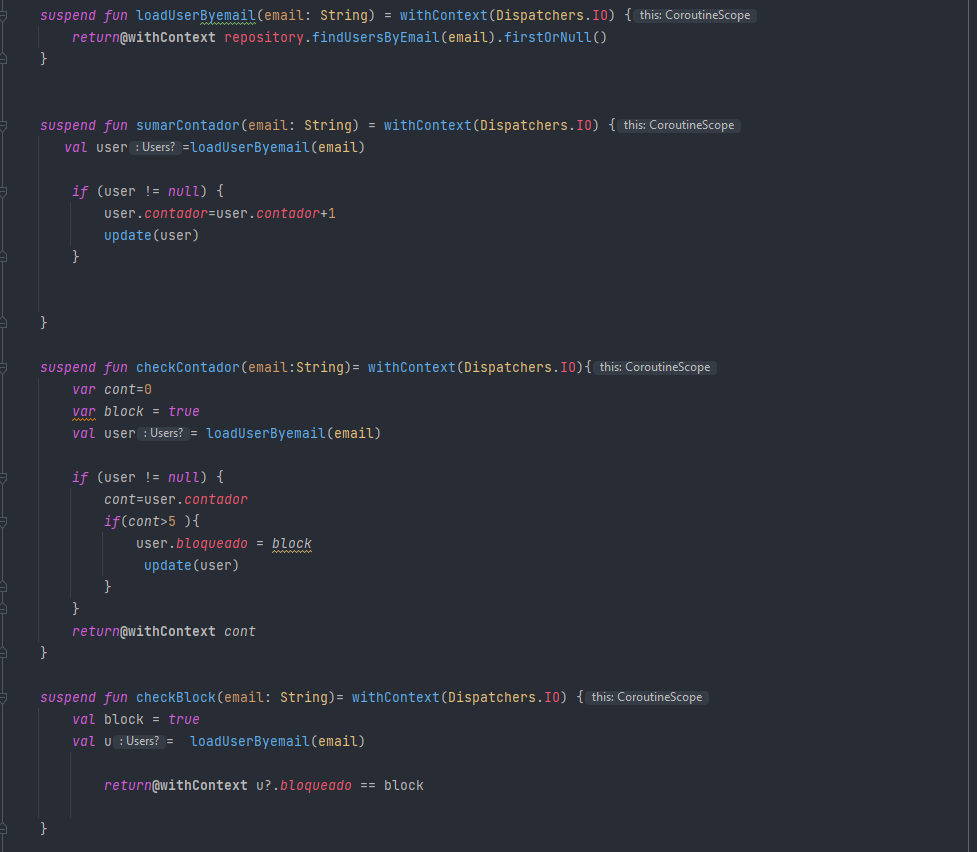 suspend fun loadUserByemail(email: String) = withContext(Dispatchers.IO) { this: CoroutineScope
return@withContext repository.findUsersByEmail(email).firstOrNull()
}
suspend fun sumarContador(email: String) = withContext(Dispatchers.IO) { this: CoroutineScope
val user : Users? =loadUserByemail(email)
if (user != null) {
user.contador=user.contador+1
update(user)
}
}
suspend fun checkContador(email:String)= withContext(Dispatchers.IO){ this: CoroutineScope
var cont=0
var block = true
val user : Users? = loadUserByemail(email)
if (user != null) {
cont=user.contador
if(cont>5 ){
user.bloqueado = block
update(user)
}
}
return@withContext cont
}
suspend fun checkBlock(email: String)= withContext(Dispatchers.IO) { this: CoroutineScope
val block = true
val u : Users? = loadUserByemail(email)
return@withContext u?.bloqueado == block
}